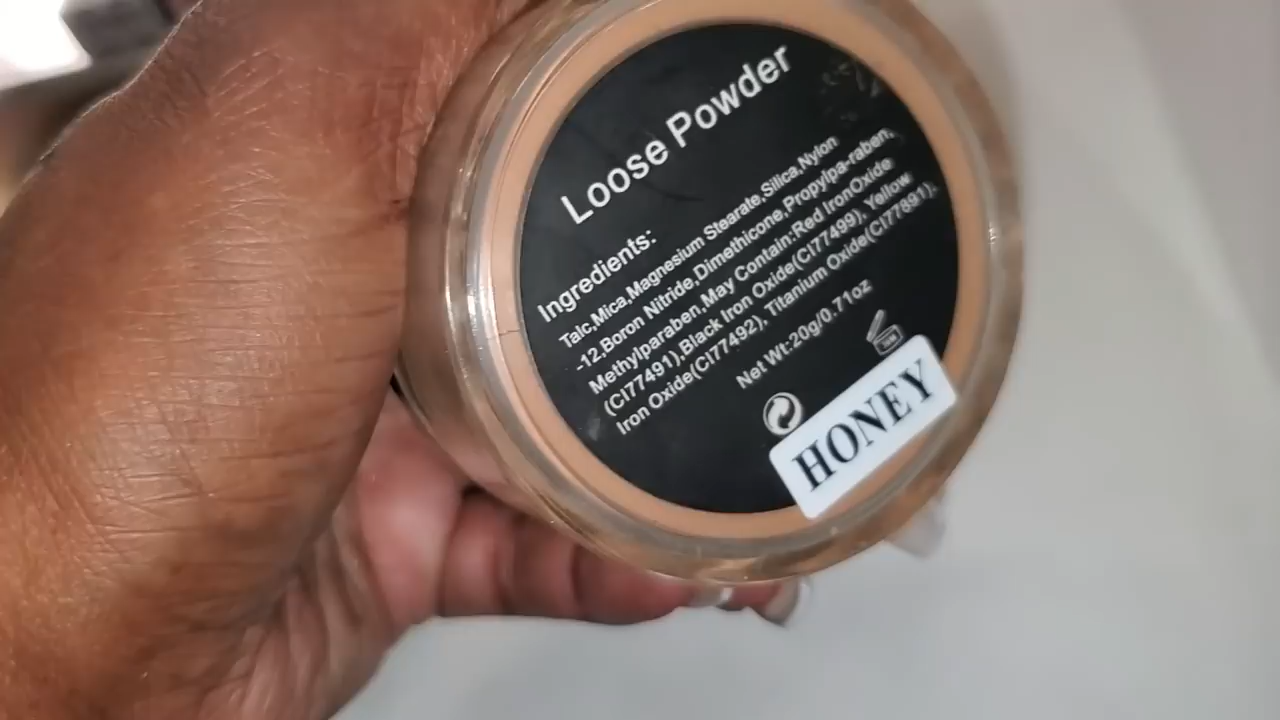 Loose Powder
Ingredients:
Talc,Mica,Magnesium Stearate,Silica,Nylon
-12,Boron Nitride,Dimethicone,Propylpa-raben,
Methylparaben,May Contain:Red IronOxide
(CI77491),Black Iron Oxide(CI77499), Yellow
Iron Oxide(CI77492), Titanium Oxide(CI77891).
Net Wt:20g/0.71oz
HONEY